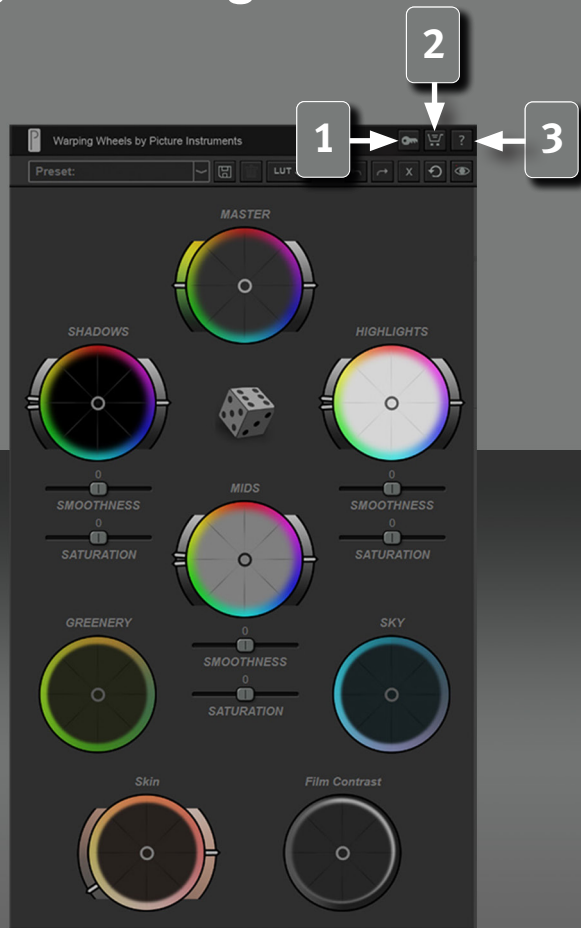 2
1
3
Warping Wheels by Picture Instruments
?
Preset:
LUT
X
MASTER
SHADOWS
HIGHLIGHTS
0
0
SMOOTHNESS
SMOOTHNESS
MIDS
0
0
SATURATION
SATURATION
GREENERY
SKY
0
SMOOTHNESS
0
SATURATION
Skin
Film Contrast